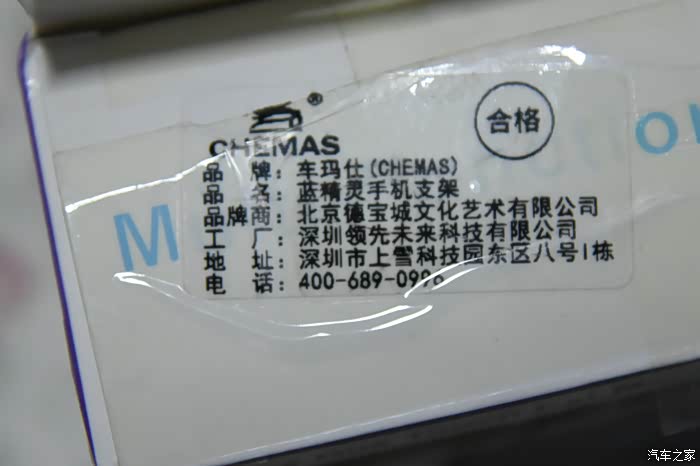 ®
合格
CHEMAS
品 牌：车玛仕(CHEMAS)
品 名：蓝精灵手机支架
品牌商：北京德宝城文化艺术有限公司
工 厂：深圳领先未来科技有限公司
地 址：深圳市上雪科技园东区八号1栋
电 话：400-689-0996
M
汽车之家